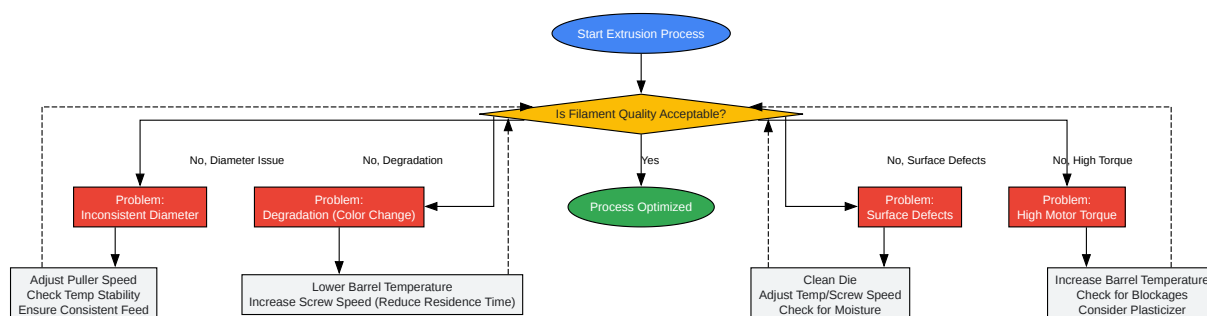 Start Extrusion Process
Is Filament Quality Acceptable?
No, Diameter Issue
No, Degradation
Yes
No, Surface Defects
No, High Torque
Problem:
Inconsistent Diameter
Problem:
Degradation (Color Change)
Process Optimized
Problem:
Surface Defects
Problem:
High Motor Torque
Adjust Puller Speed
Check Temp Stability
Ensure Consistent Feed
Lower Barrel Temperature
Increase Screw Speed (Reduce Residence Time)
Clean Die
Adjust Temp/Screw Speed
Check for Moisture
Increase Barrel Temperature
Check for Blockages
Consider Plasticizer